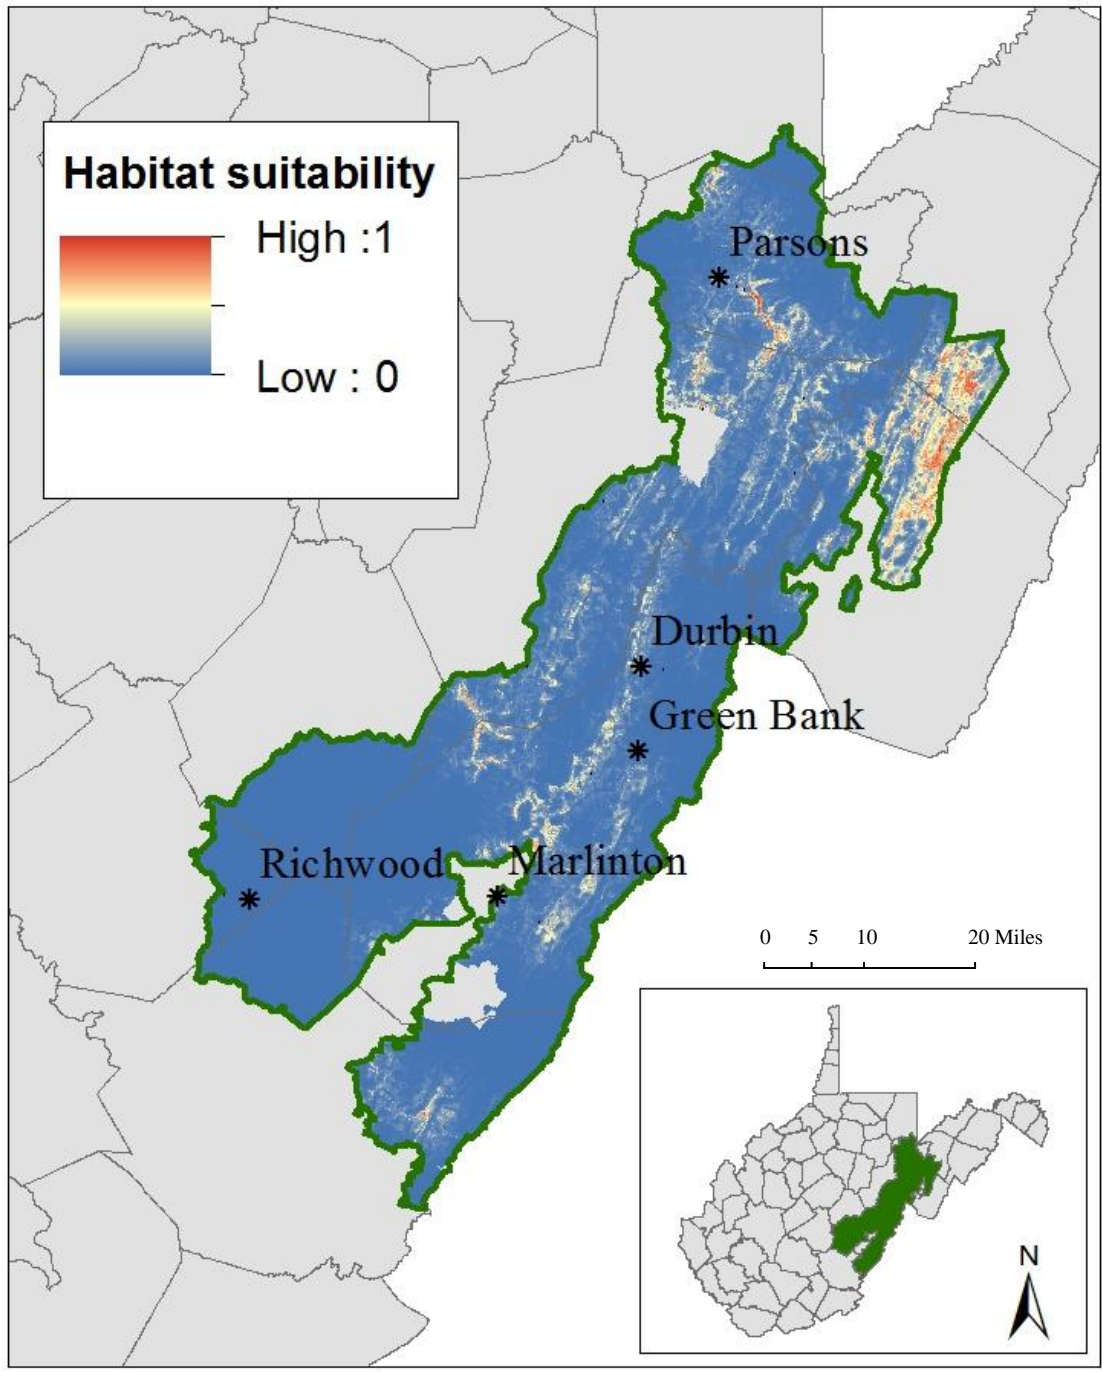 Habitat suitability
High :1
Low : 0
Parsons
Durbin
Green Bank
Richwood
Marlinton
0 5 10 20 Miles
N